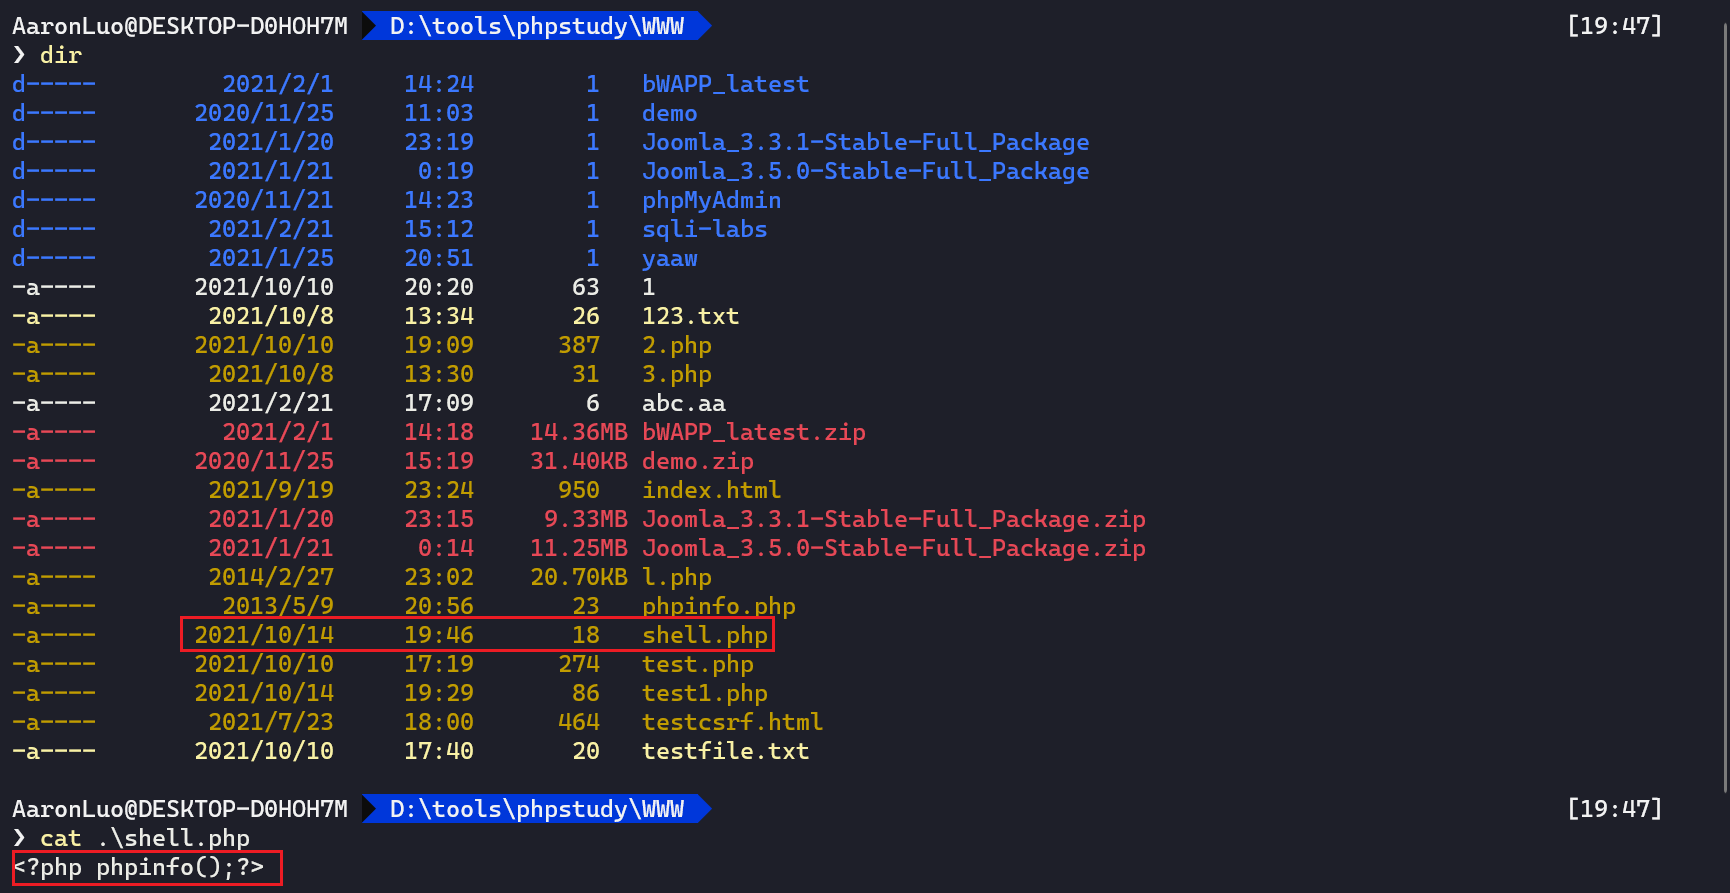 AaronLuo@DESKTOP-D0HOH7M D:\tools\phpstudy\WWW [19:47]
❯ dir
d----- 2021/2/1 14:24 1 bWAPP_latest
d----- 2020/11/25 11:03 1 demo
d----- 2021/1/20 23:19 1 Joomla_3.3.1-Stable-Full_Package
d----- 2021/1/21 0:19 1 Joomla_3.5.0-Stable-Full_Package
d----- 2020/11/21 14:23 1 phpMyAdmin
d----- 2021/2/21 15:12 1 sqli-labs
d----- 2021/1/25 20:51 1 yaaw
-a---- 2021/10/10 20:20 63 1
-a---- 2021/10/8 13:34 26 123.txt
-a---- 2021/10/10 19:09 387 2.php
-a---- 2021/10/8 13:30 31 3.php
-a---- 2021/2/21 17:09 6 abc.aa
-a---- 2021/2/1 14:18 14.36MB bWAPP_latest.zip
-a---- 2020/11/25 15:19 31.40KB demo.zip
-a---- 2021/9/19 23:24 950 index.html
-a---- 2021/1/20 23:15 9.33MB Joomla_3.3.1-Stable-Full_Package.zip
-a---- 2021/1/21 0:14 11.25MB Joomla_3.5.0-Stable-Full_Package.zip
-a---- 2014/2/27 23:02 20.70KB l.php
-a---- 2013/5/9 20:56 23 phpinfo.php
-a---- 2021/10/14 19:46 18 shell.php
-a---- 2021/10/10 17:19 274 test.php
-a---- 2021/10/14 19:29 86 test1.php
-a---- 2021/7/23 18:00 464 testcsrf.html
-a---- 2021/10/10 17:40 20 testfile.txt
AaronLuo@DESKTOP-D0HOH7M D:\tools\phpstudy\WWW [19:47]
❯ cat .\shell.php
<?php phpinfo();?>